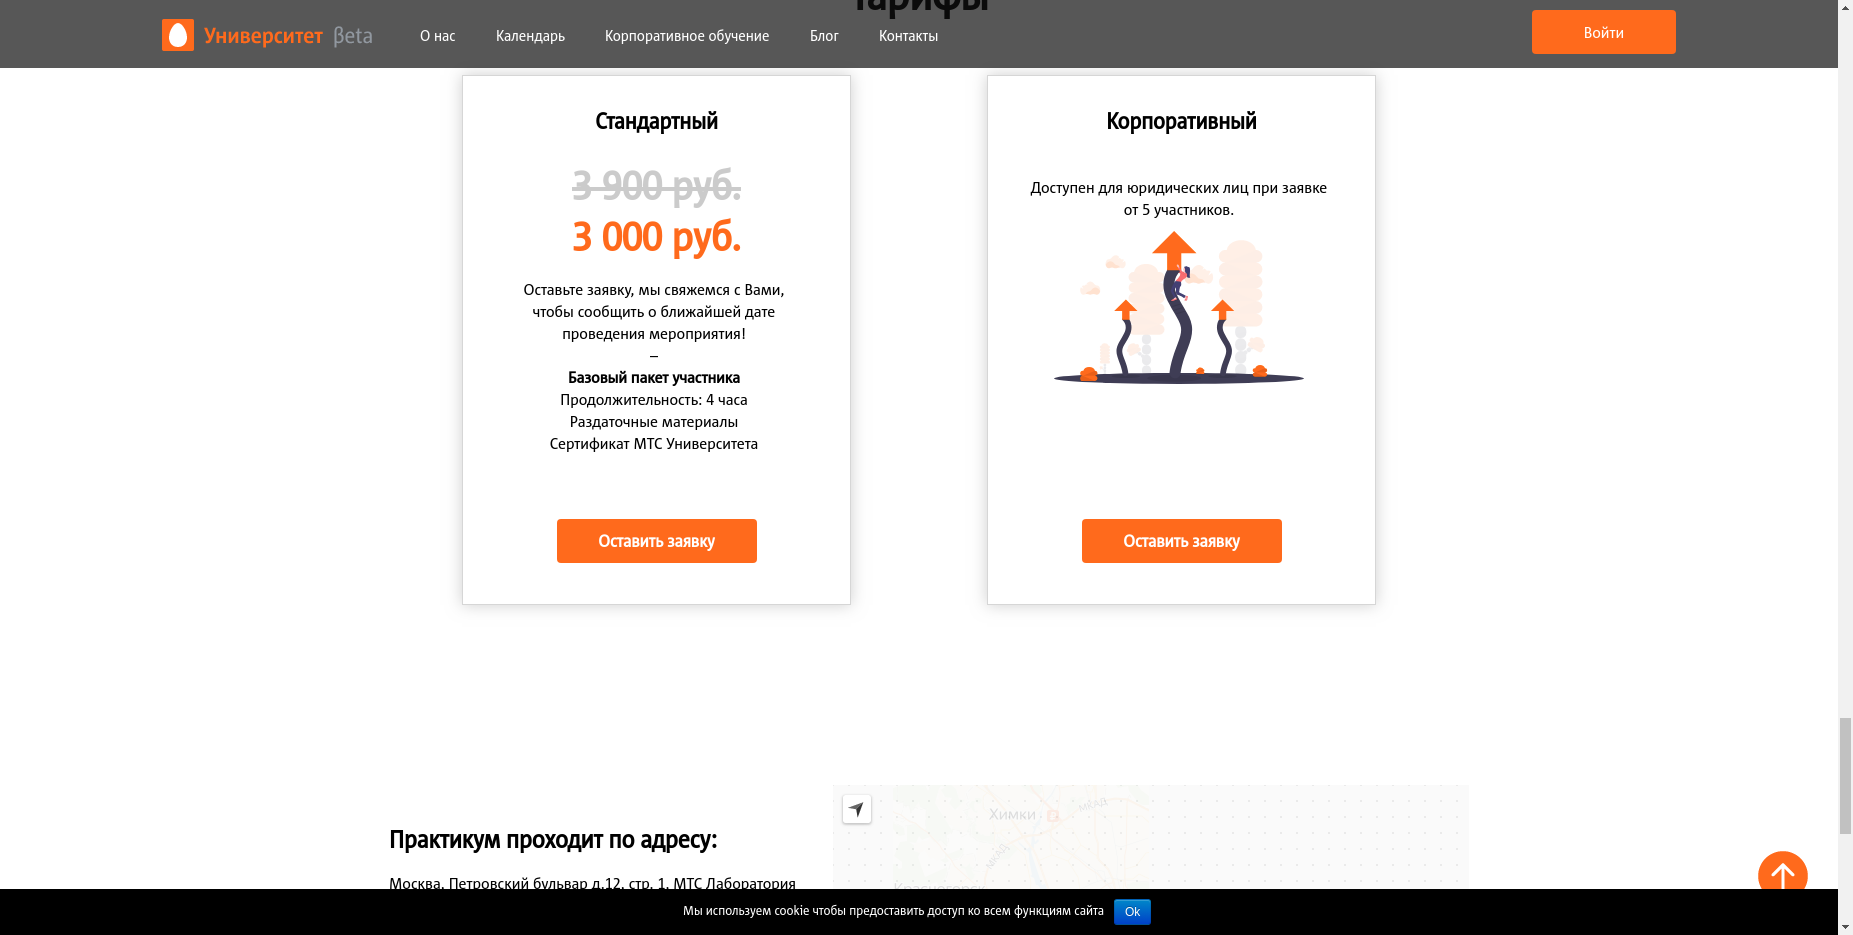 Тарифы
Университет βeta
О нас
Календарь
Корпоративное обучение
Блог
Контакты
Войти
Стандартный
3 900 руб.
3 000 руб.
Оставьте заявку, мы свяжемся с Вами,
чтобы сообщить о ближайшей дате
проведения мероприятия!
–
Базовый пакет участника
Продолжительность: 4 часа
Раздаточные материалы
Сертификат МТС Университета
Оставить заявку
Корпоративный
Доступен для юридических лиц при заявке
от 5 участников.
Оставить заявку
Практикум проходит по адресу:
Москва, Петровский бульвар д.12, стр. 1, МТС Лаборатория
Химки
МКАД
МКАД
Красногорск
Мы используем cookie чтобы предоставить доступ ко всем функциям сайта
Ok